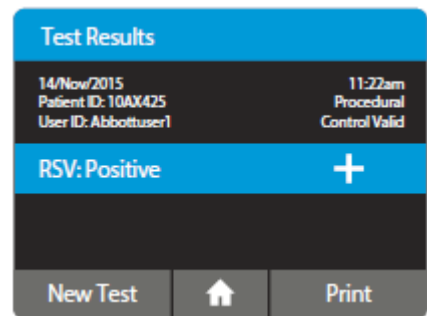 Test Results
14/Nov/2015 11:22am
Patient ID: 10AX425 Procedural
User ID: Abbottuser1 Control Valid
RSV: Positive +
New Test Print